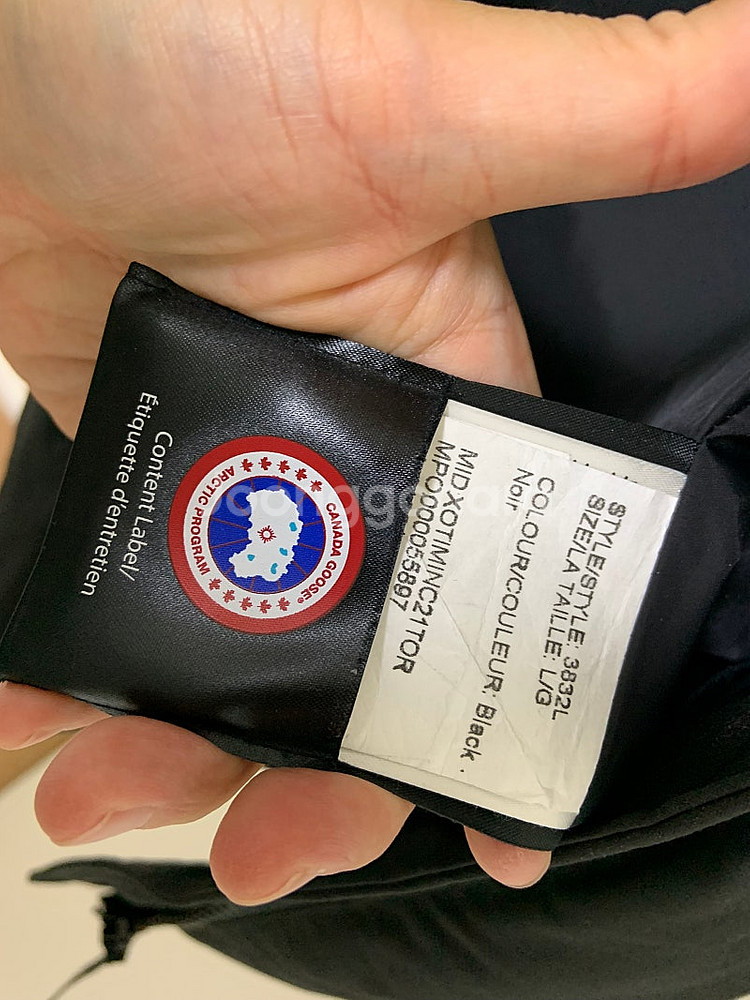 STYLE/STYLE: 3832L
SIZE/LA TAILLE: L/G
COLOUR/COULEUR: Black .
Noir
MIDXOTIMINC21TOR
MPO000055897
CANADA GOOSE®
ARCTIC PROGRAM
Content Label/
Étiquette d'entretien